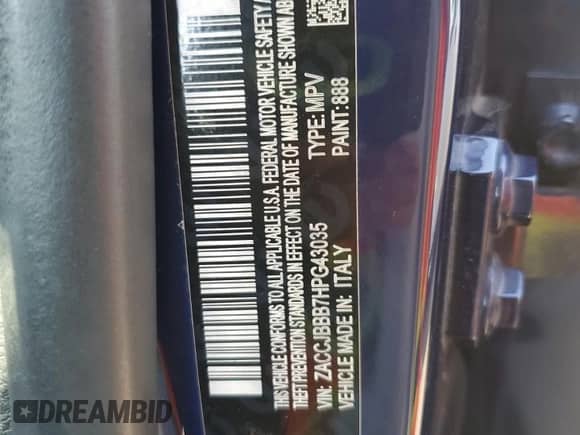 THIS VEHICLE CONFORMS TO ALL APPLICABLE U.S.A. FEDERAL MOTOR VEHICLE SAFETY
THEFT PREVENTION STANDARDS IN EFFECT ON THE DATE OF MANUFACTURE SHOWN AB
VIN: ZACCJBBB7HPG43035 TYPE: MPV
VEHICLE MADE IN: ITALY PAINT: 888
DREAMBID